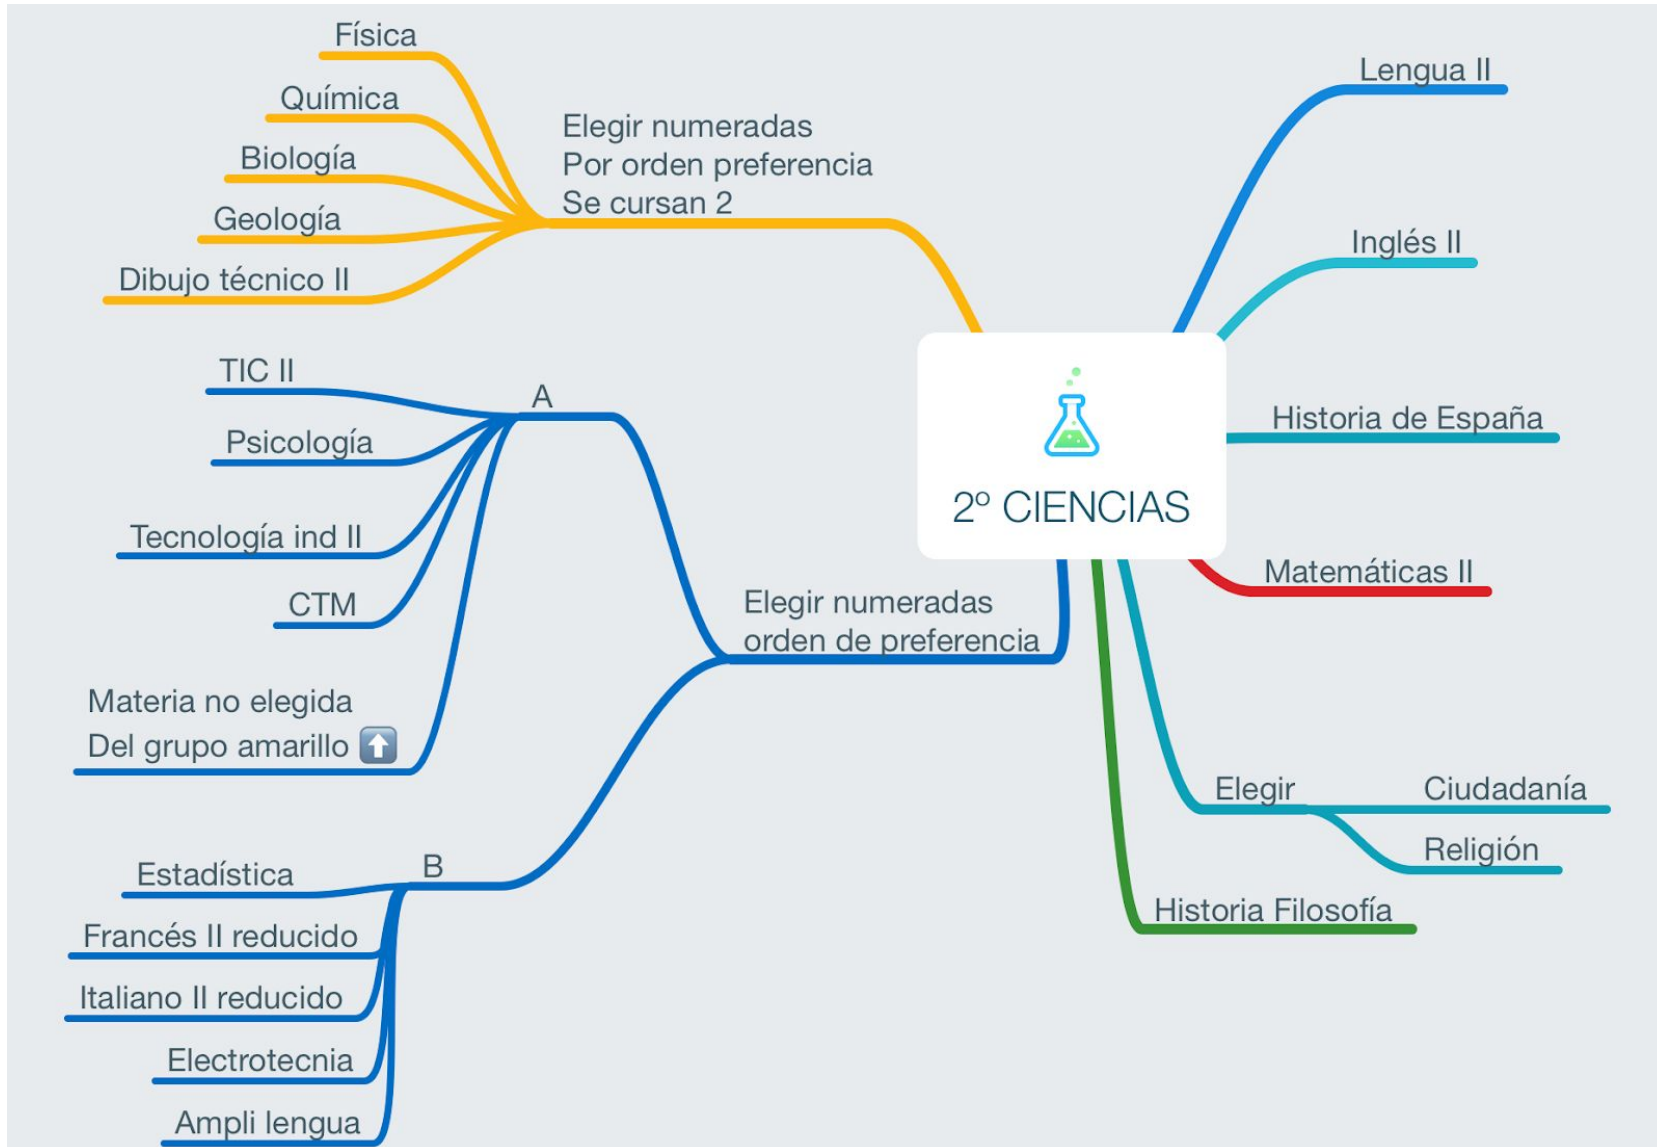 Física
Química
Biología
Geología
Dibujo técnico II
Elegir numeradas
Por orden preferencia
Se cursan 2
TIC II
Psicología
Tecnología ind II
CTM
Materia no elegida
Del grupo amarillo ⬆️
A
Elegir numeradas
orden de preferencia
B
Estadística
Francés II reducido
Italiano II reducido
Electrotecnia
Ampli lengua
2º CIENCIAS
Lengua II
Inglés II
Historia de España
Matemáticas II
Elegir
Ciudadanía
Religión
Historia Filosofía